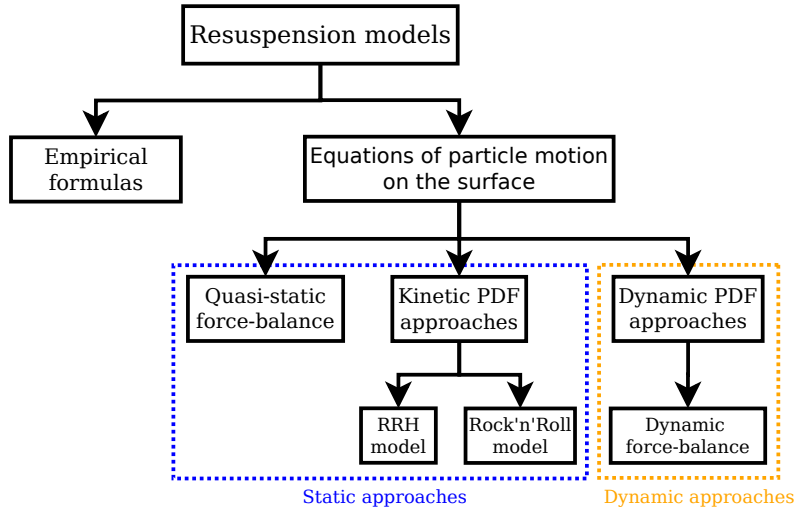 Resuspension models
Empirical
formulas
Equations of particle motion
on the surface
Quasi-static
force-balance
Kinetic PDF
approaches
Dynamic PDF
approaches
RRH
model
Rock'n'Roll
model
Dynamic
force-balance
Static approaches
Dynamic approaches